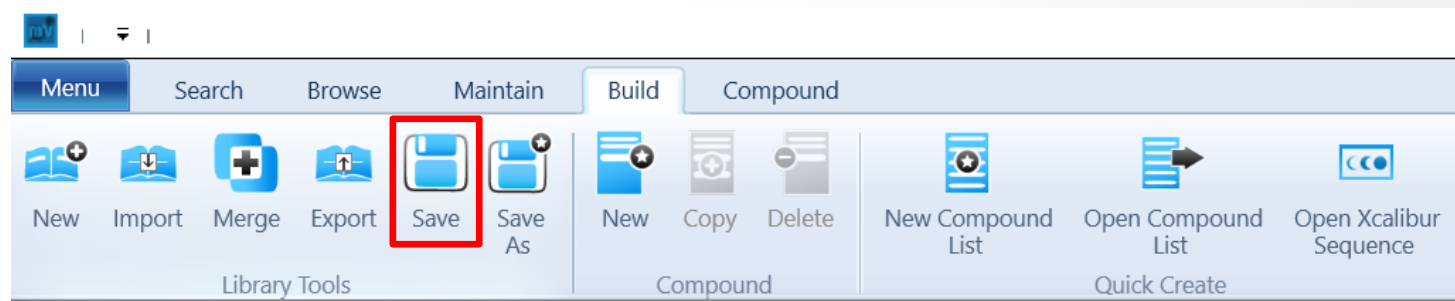 mV
Menu Search Browse Maintain Build Compound
New Import Merge Export Save Save As New Copy Delete New Compound List Open Compound List Open Xcalibur Sequence
Library Tools Compound Quick Create